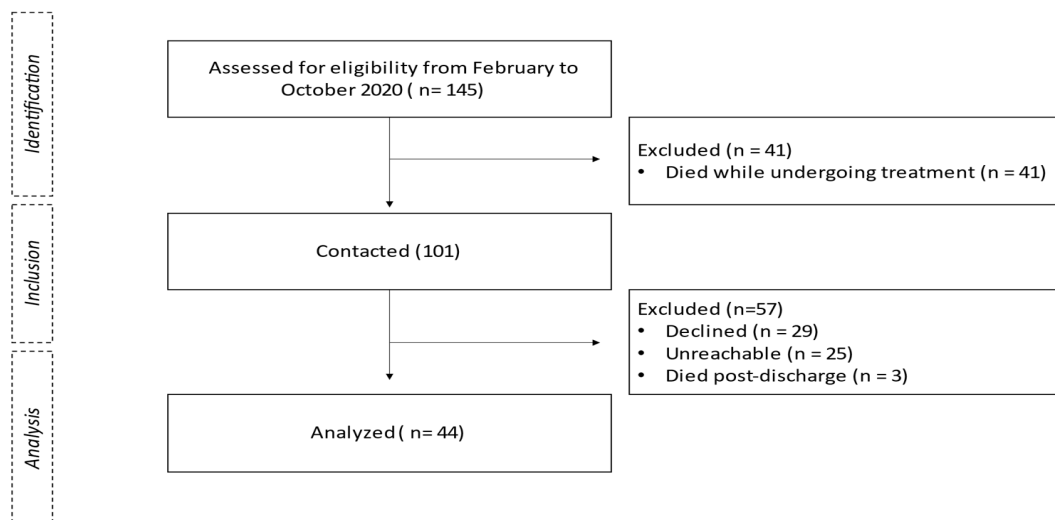 Identification
Assessed for eligibility from February to
October 2020 ( n= 145)
Excluded (n = 41)
• Died while undergoing treatment (n = 41)
Inclusion
Contacted (101)
Excluded (n=57)
• Declined (n = 29)
• Unreachable (n = 25)
• Died post-discharge (n = 3)
Analysis
Analyzed ( n= 44)